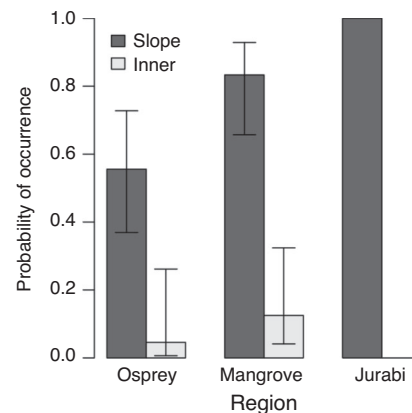 Probability of occurrence
1.0
0.8
0.6
0.4
0.2
0.0
Slope
Inner
Osprey Mangrove Jurabi
Region